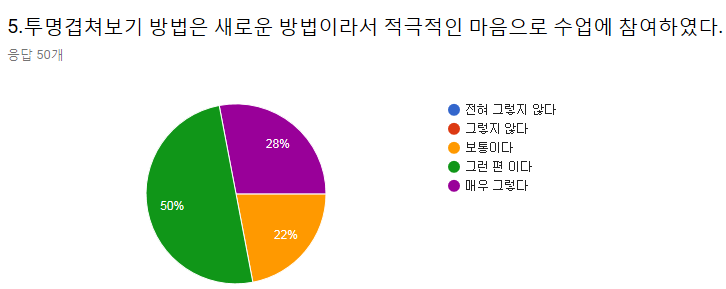 5.투명겹쳐보기 방법은 새로운 방법이라서 적극적인 마음으로 수업에 참여하였다.
응답 50개
전혀 그렇지 않다
그렇지 않다
보통이다
그런 편 이다
매우 그렇다
28%
50%
22%